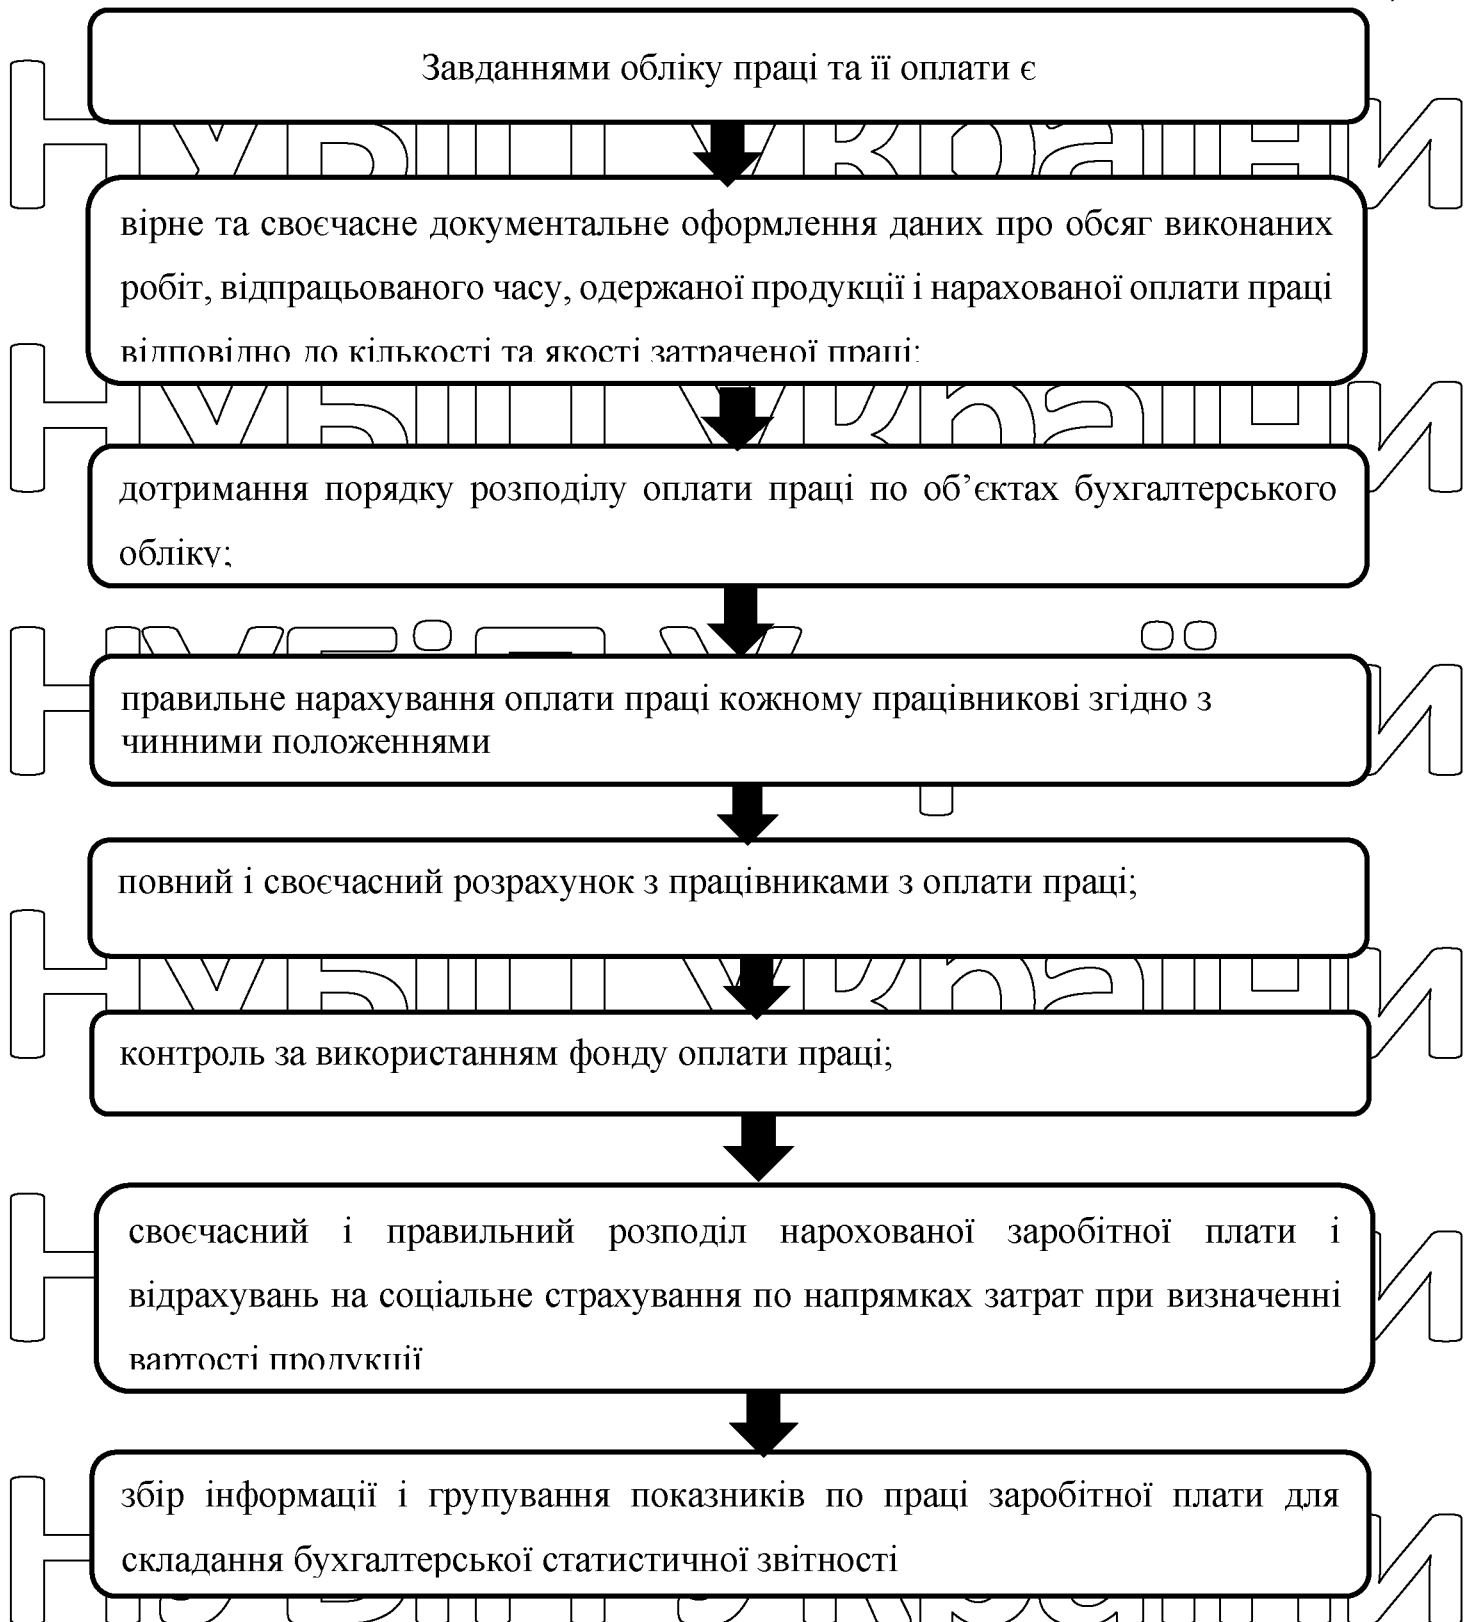 Завданнями обліку праці та її оплати є
вірне та своєчасне документальне оформлення даних про обсяг виконаних
робіт, відпрацьованого часу, одержаної продукції і нарахованої оплати праці
відповідно до кількості та якості затраченої праці;
дотримання порядку розподілу оплати праці по об’єктах бухгалтерського
обліку;
правильне нарахування оплати праці кожному працівникові згідно з
чинними положеннями
повний і своєчасний розрахунок з працівниками з оплати праці;
контроль за використанням фонду оплати праці;
своєчасний і правильний розподіл нарохованої заробітної плати і
відрахувань на соціальне страхування по напрямках затрат при визначенні
вартості продукції
збір інформації і групування показників по праці заробітної плати для
складання бухгалтерської статистичної звітності